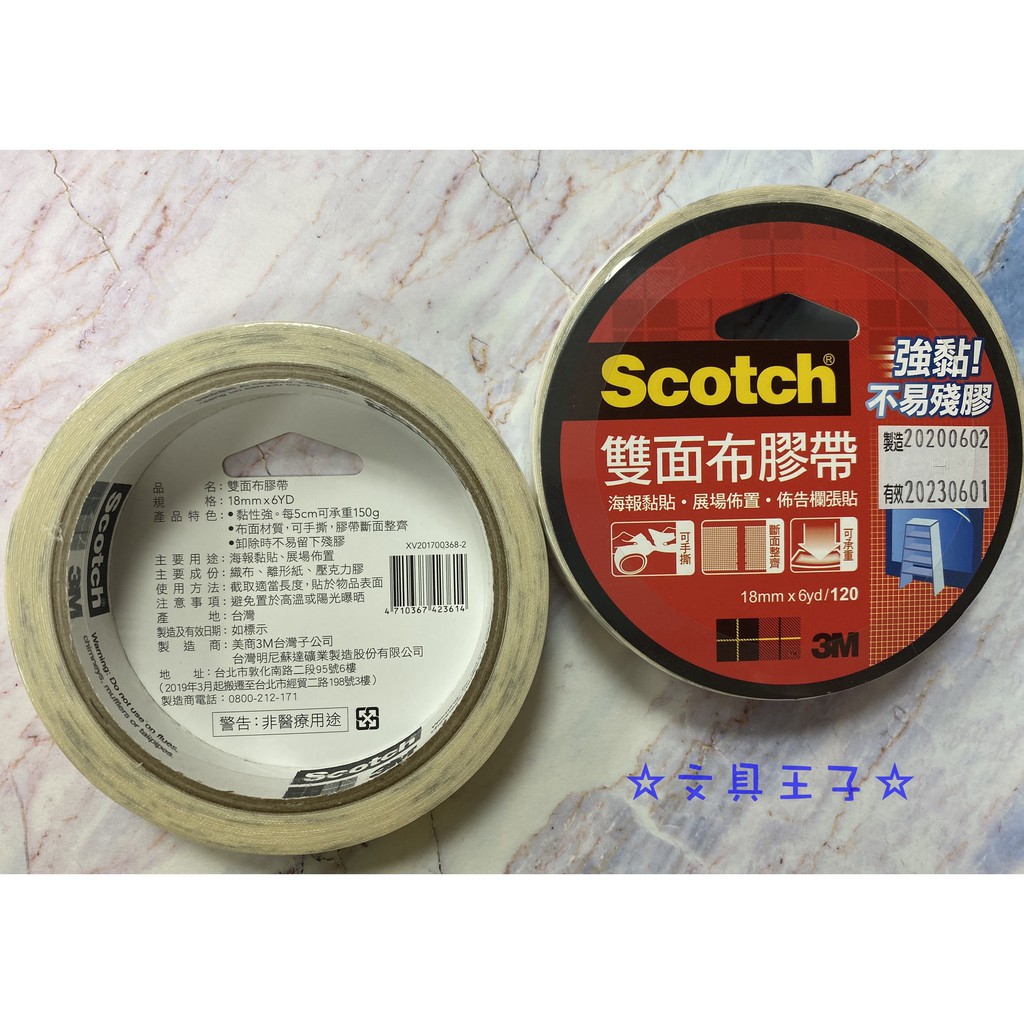 品 名：雙面布膠帶
規 格：18mm x 6YD
產 品 特 色：• 黏性強。每5cm可承重150g
• 布面材質，可手撕，膠帶斷面整齊
• 卸除時不易留下殘膠
XV201700368-2
主 要 用 途：海報黏貼、展場佈置
主 要 成 份：織布、離形紙、壓克力膠
使 用 方 法：截取適當長度，貼於物品表面
注 意 事 項：避免置於高溫或陽光曝晒
產 地：台灣
製造及有效日期：如標示
製 造 商：美商3M台灣子公司
台灣明尼蘇達礦業製造股份有限公司
地 址：台北市敦化南路二段95號6樓
（2019年3月起搬遷至台北市經貿二路198號3樓）
製造商電話：0800-212-171
警告：非醫療用途
4 710367 423614
Scotch
3M
Warning: Do not use on flues,
chimneys, mufflers or tailpipes.
Scotch
Scotch®
強黏!
不易殘膠
製造20200602
有效20230601
雙面布膠帶
海報黏貼・展場佈置・佈告欄張貼
可手撕
斷面整齊
可承重
18mm x 6yd/120
3M
☆文具王子☆